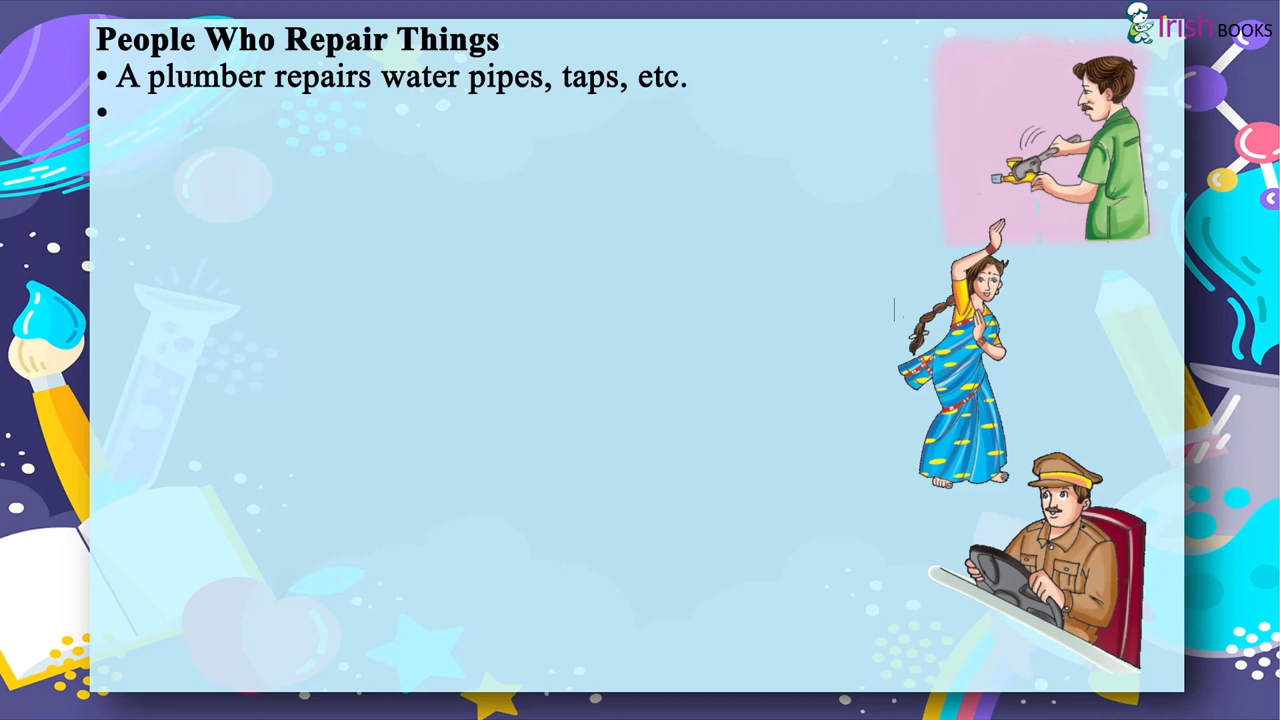 Irish BOOKS
People Who Repair Things
• A plumber repairs water pipes, taps, etc.
•